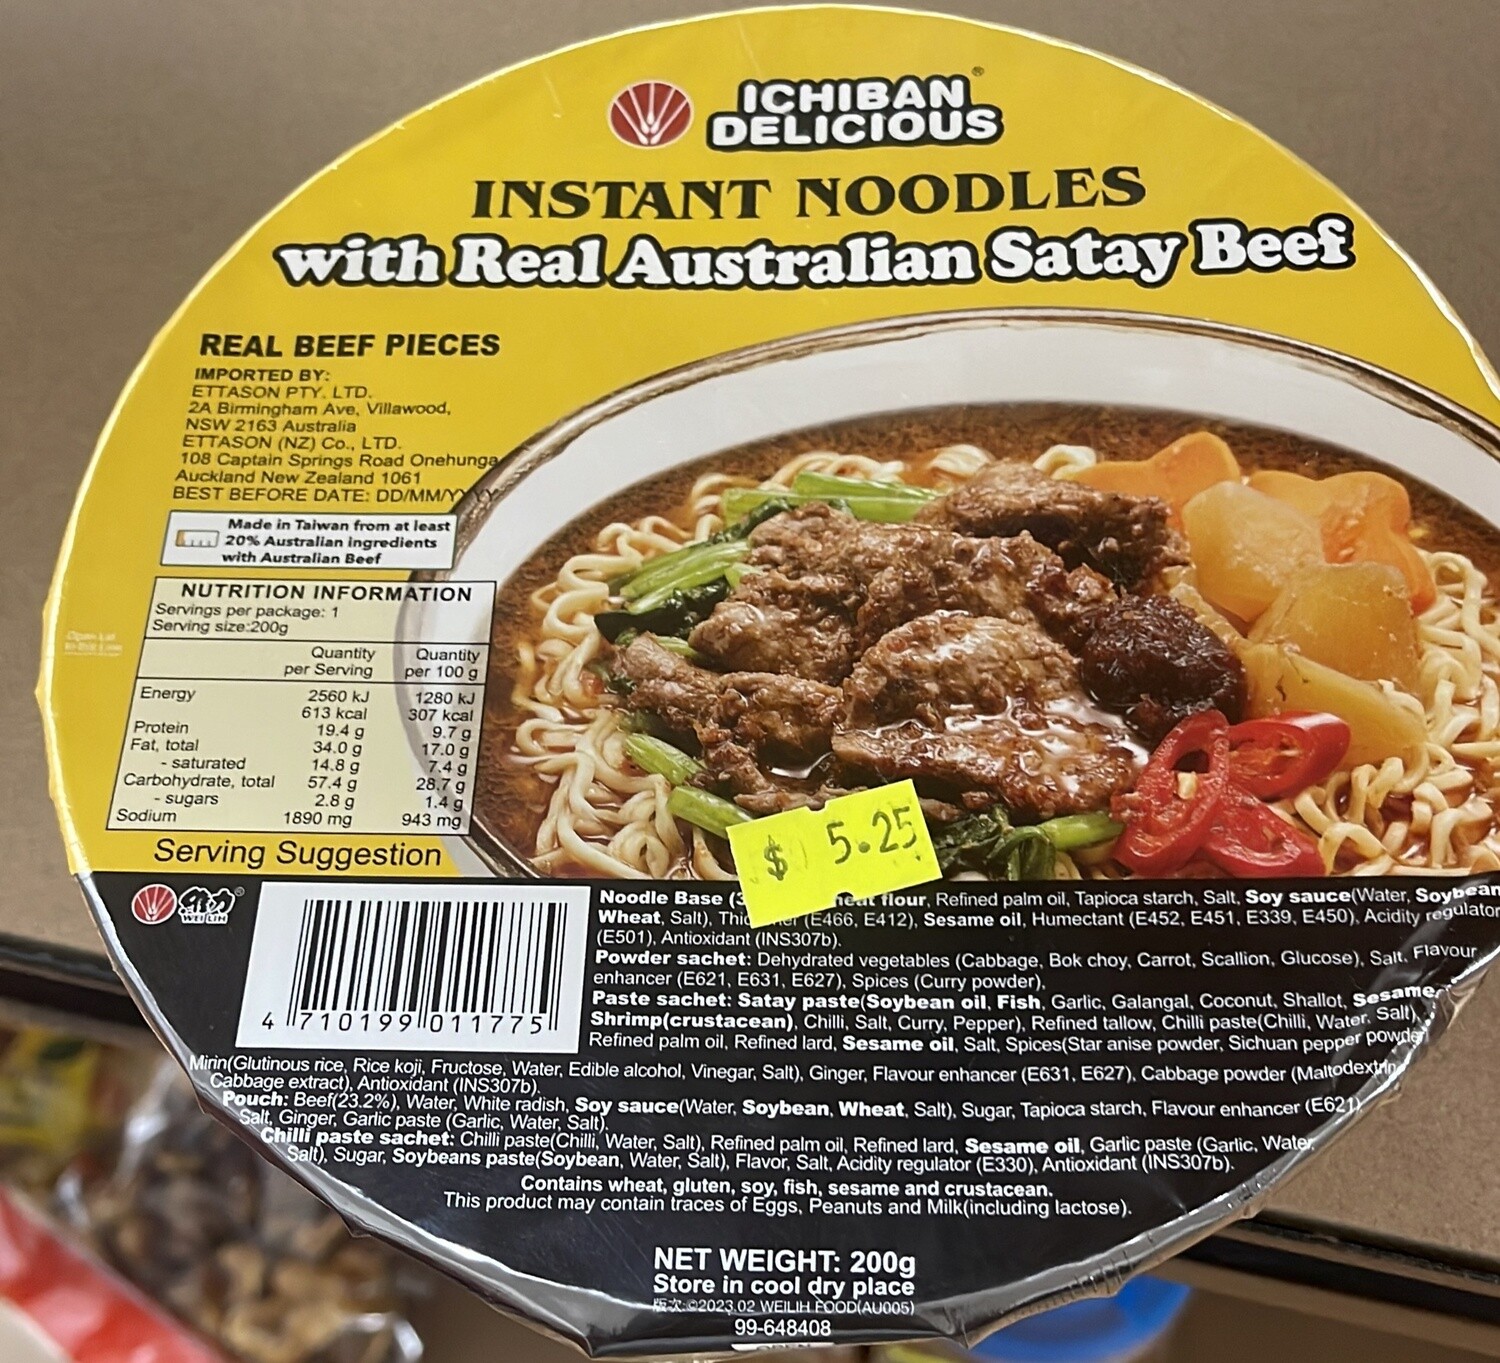 ICHIBAN®
DELICIOUS
INSTANT NOODLES
with Real Australian Satay Beef
REAL BEEF PIECES
IMPORTED BY:
ETTASON PTY. LTD.
2A Birmingham Ave, Villawood,
NSW 2163 Australia
ETTASON (NZ) Co., LTD.
108 Captain Springs Road Onehunga
Auckland New Zealand 1061
BEST BEFORE DATE: DD/MM/YYYY
Made in Taiwan from at least
20% Australian ingredients
with Australian Beef
NUTRITION INFORMATION
Servings per package: 1
Serving size:200g
Quantity per Serving Quantity per 100 g
Energy 2560 kJ 1280 kJ
613 kcal 307 kcal
Protein 19.4 g 9.7 g
Fat, total 34.0 g 17.0 g
- saturated 14.8 g 7.4 g
Carbohydrate, total 57.4 g 28.7 g
- sugars 2.8 g 1.4 g
Sodium 1890 mg 943 mg
Serving Suggestion
$ 5.25
WEI LIH
4 710199 011775
Noodle Base flour, Refined palm oil, Tapioca starch, Salt, Soy sauce(Water, Soybean
Wheat, Salt), (E466, E412), Sesame oil, Humectant (E452, E451, E339, E450), Acidity regulator
(E501), Antioxidant (INS307b).
Powder sachet: Dehydrated vegetables (Cabbage, Bok choy, Carrot, Scallion, Glucose), Salt, Flavour
enhancer (E621, E631, E627), Spices (Curry powder),
Paste sachet: Satay paste(Soybean oil, Fish, Garlic, Galangal, Coconut, Shallot, Sesame,
Shrimp(crustacean), Chilli, Salt, Curry, Pepper), Refined tallow, Chilli paste(Chilli, Water, Salt),
Refined palm oil, Refined lard, Sesame oil, Salt, Spices(Star anise powder, Sichuan pepper powder)
Mirin(Glutinous rice, Rice koji, Fructose, Water, Edible alcohol, Vinegar, Salt), Ginger, Flavour enhancer (E631, E627), Cabbage powder (Maltodextrin,
Cabbage extract), Antioxidant (INS307b).
Pouch: Beef(23.2%), Water, White radish, Soy sauce(Water, Soybean, Wheat, Salt), Sugar, Tapioca starch, Flavour enhancer (E621),
Salt, Ginger, Garlic paste (Garlic, Water, Salt).
Chilli paste sachet: Chilli paste(Chilli, Water, Salt), Refined palm oil, Refined lard, Sesame oil, Garlic paste (Garlic, Water,
Salt), Sugar, Soybeans paste(Soybean, Water, Salt), Flavor, Salt, Acidity regulator (E330), Antioxidant (INS307b).
Contains wheat, gluten, soy, fish, sesame and crustacean.
This product may contain traces of Eggs, Peanuts and Milk(including lactose).
NET WEIGHT: 200g
Store in cool dry place
版次:©2023.02 WEILIH FOOD(AU005)
99-648408